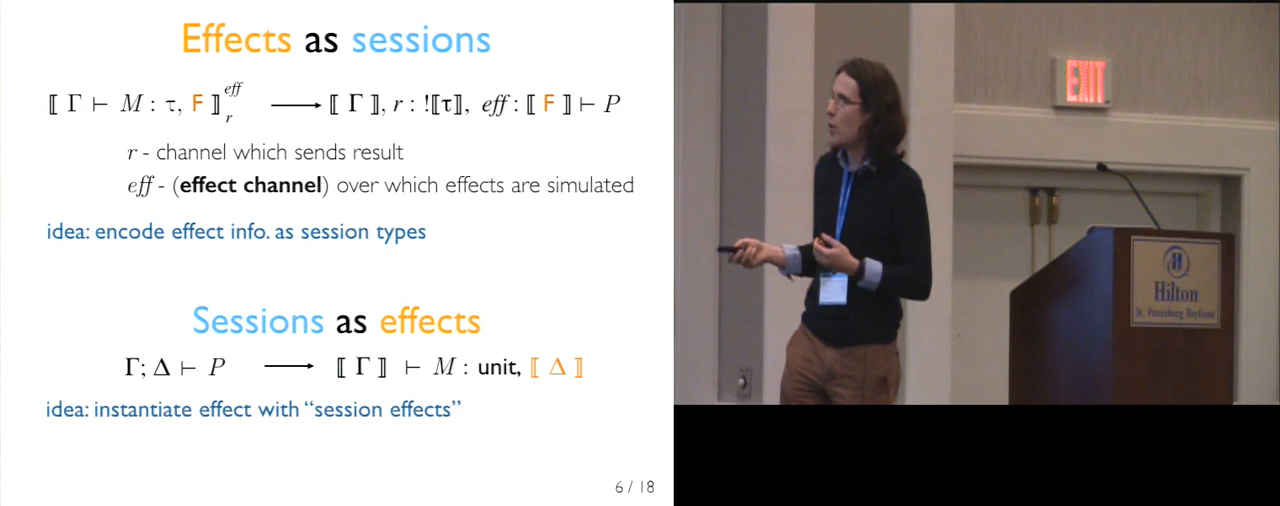 Effects as sessions
⟦ Γ ⊢ M : τ, F ⟧ᵣᵉᶠᶠ ⟶ ⟦ Γ ⟧, r : !⟦τ⟧, eff : ⟦ F ⟧ ⊢ P
r - channel which sends result
eff - (effect channel) over which effects are simulated
idea: encode effect info. as session types
Sessions as effects
Γ; Δ ⊢ P ⟶ ⟦ Γ ⟧ ⊢ M : unit, ⟦ Δ ⟧
idea: instantiate effect with “session effects”
6 / 18
EXIT
H
Hilton
St. Petersburg Bayfront